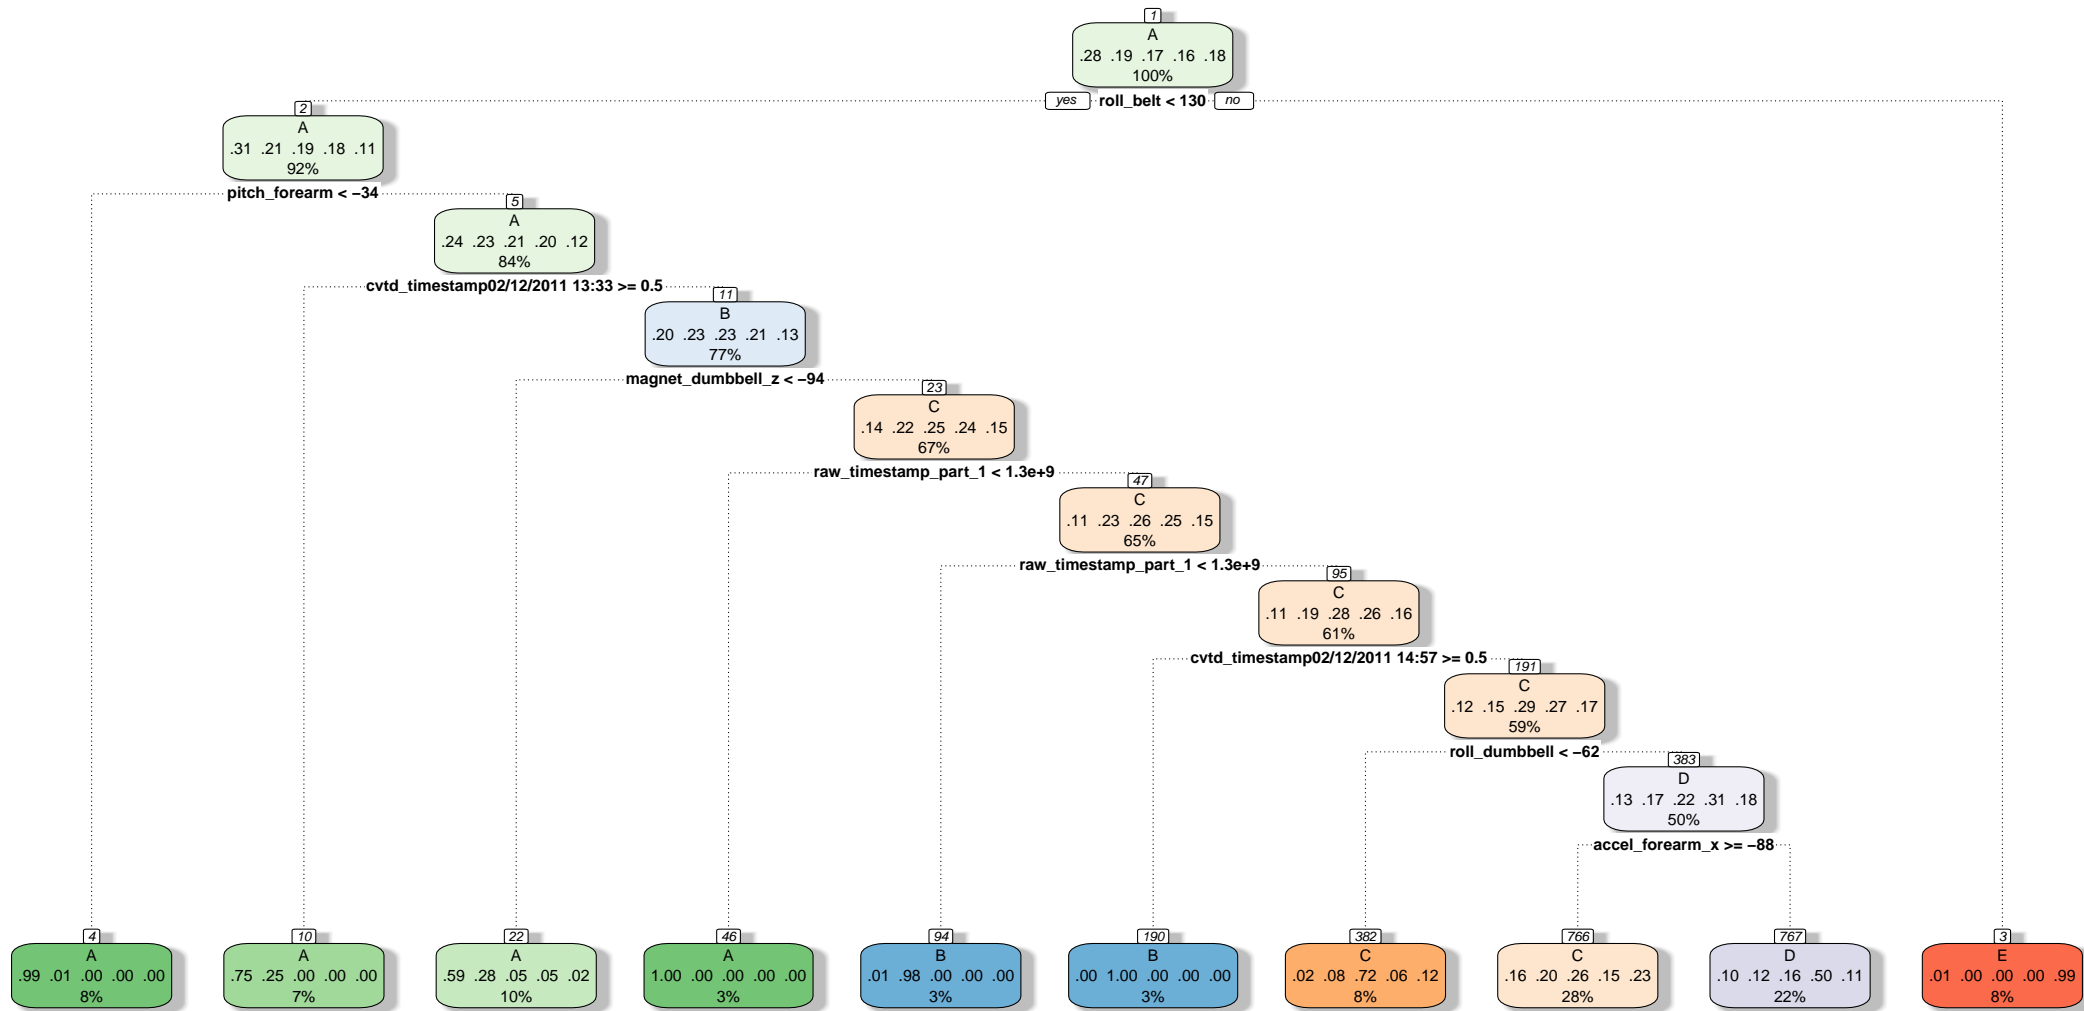 1
A
.28 .19 .17 .16 .18
100%
yes roll_belt < 130 no
2
A
.31 .21 .19 .18 .11
92%
pitch_forearm < −34
5
A
.24 .23 .21 .20 .12
84%
cvtd_timestamp02/12/2011 13:33 >= 0.5
11
B
.20 .23 .23 .21 .13
77%
magnet_dumbbell_z < −94
23
C
.14 .22 .25 .24 .15
67%
raw_timestamp_part_1 < 1.3e+9
47
C
.11 .23 .26 .25 .15
65%
raw_timestamp_part_1 < 1.3e+9
95
C
.11 .19 .28 .26 .16
61%
cvtd_timestamp02/12/2011 14:57 >= 0.5
191
C
.12 .15 .29 .27 .17
59%
roll_dumbbell < −62
383
D
.13 .17 .22 .31 .18
50%
accel_forearm_x >= −88
4
A
.99 .01 .00 .00 .00
8%
10
A
.75 .25 .00 .00 .00
7%
22
A
.59 .28 .05 .05 .02
10%
46
A
1.00 .00 .00 .00 .00
3%
94
B
.01 .98 .00 .00 .00
3%
190
B
.00 1.00 .00 .00 .00
3%
382
C
.02 .08 .72 .06 .12
8%
766
C
.16 .20 .26 .15 .23
28%
767
D
.10 .12 .16 .50 .11
22%
3
E
.01 .00 .00 .00 .99
8%